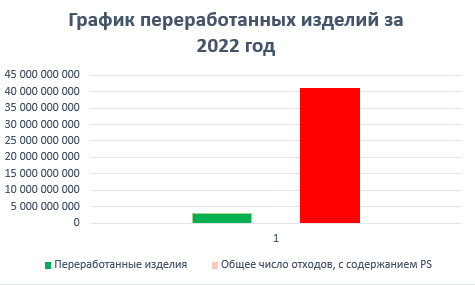 График переработанных изделий за
2022 год
45 000 000 000
40 000 000 000
35 000 000 000
30 000 000 000
25 000 000 000
20 000 000 000
15 000 000 000
10 000 000 000
5 000 000 000
0
1
Переработанные изделия
Общее число отходов, с содержанием PS